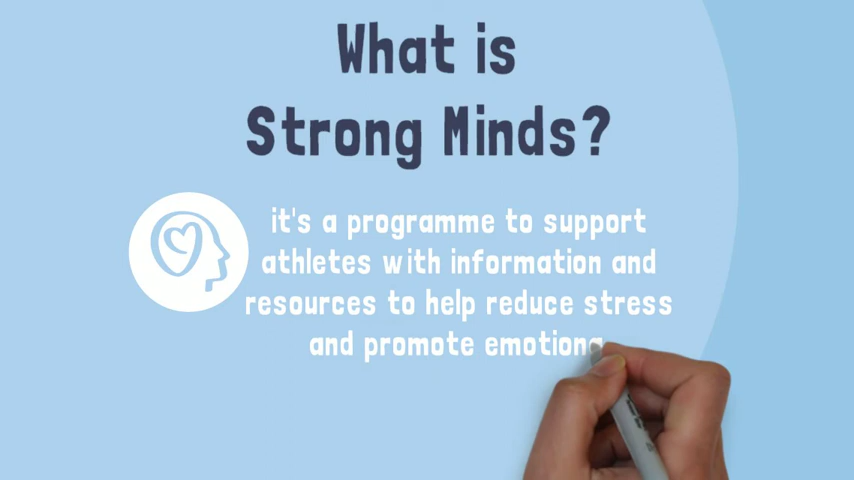 What is
Strong Minds?
it's a programme to support
athletes with information and
resources to help reduce stress
and promote emotiona